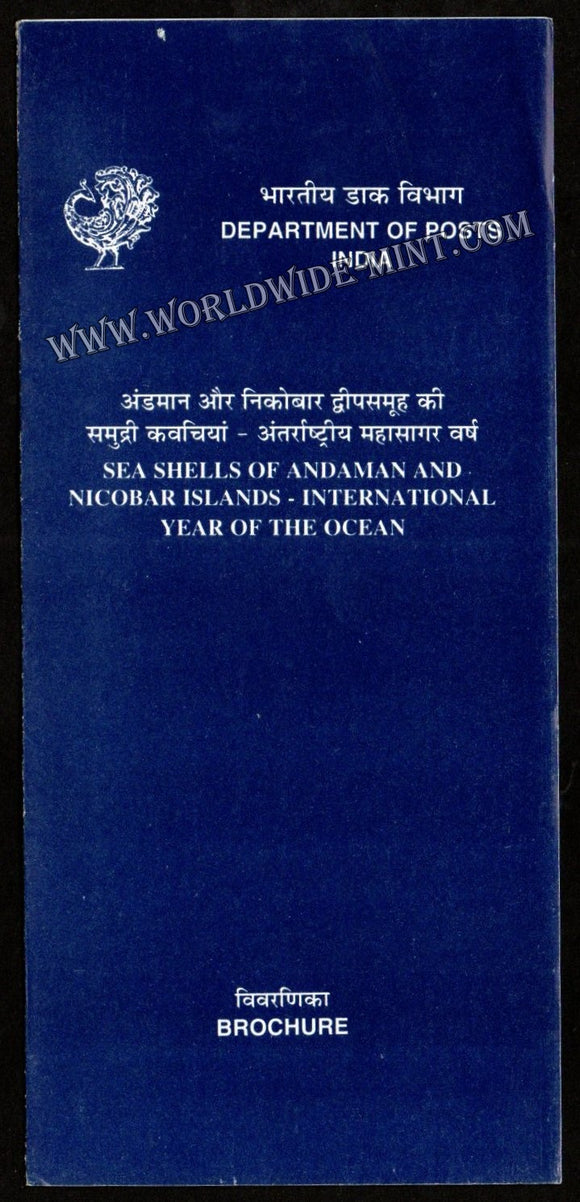 भारतीय डाक विभाग
DEPARTMENT OF POSTS
INDIA
WWW.WORLDWIDE-MINT.COM
अंडमान और निकोबार द्वीपसमूह की
समुद्री कवचियां - अंतर्राष्ट्रीय महासागर वर्ष
SEA SHELLS OF ANDAMAN AND
NICOBAR ISLANDS - INTERNATIONAL
YEAR OF THE OCEAN
विवरणिका
BROCHURE